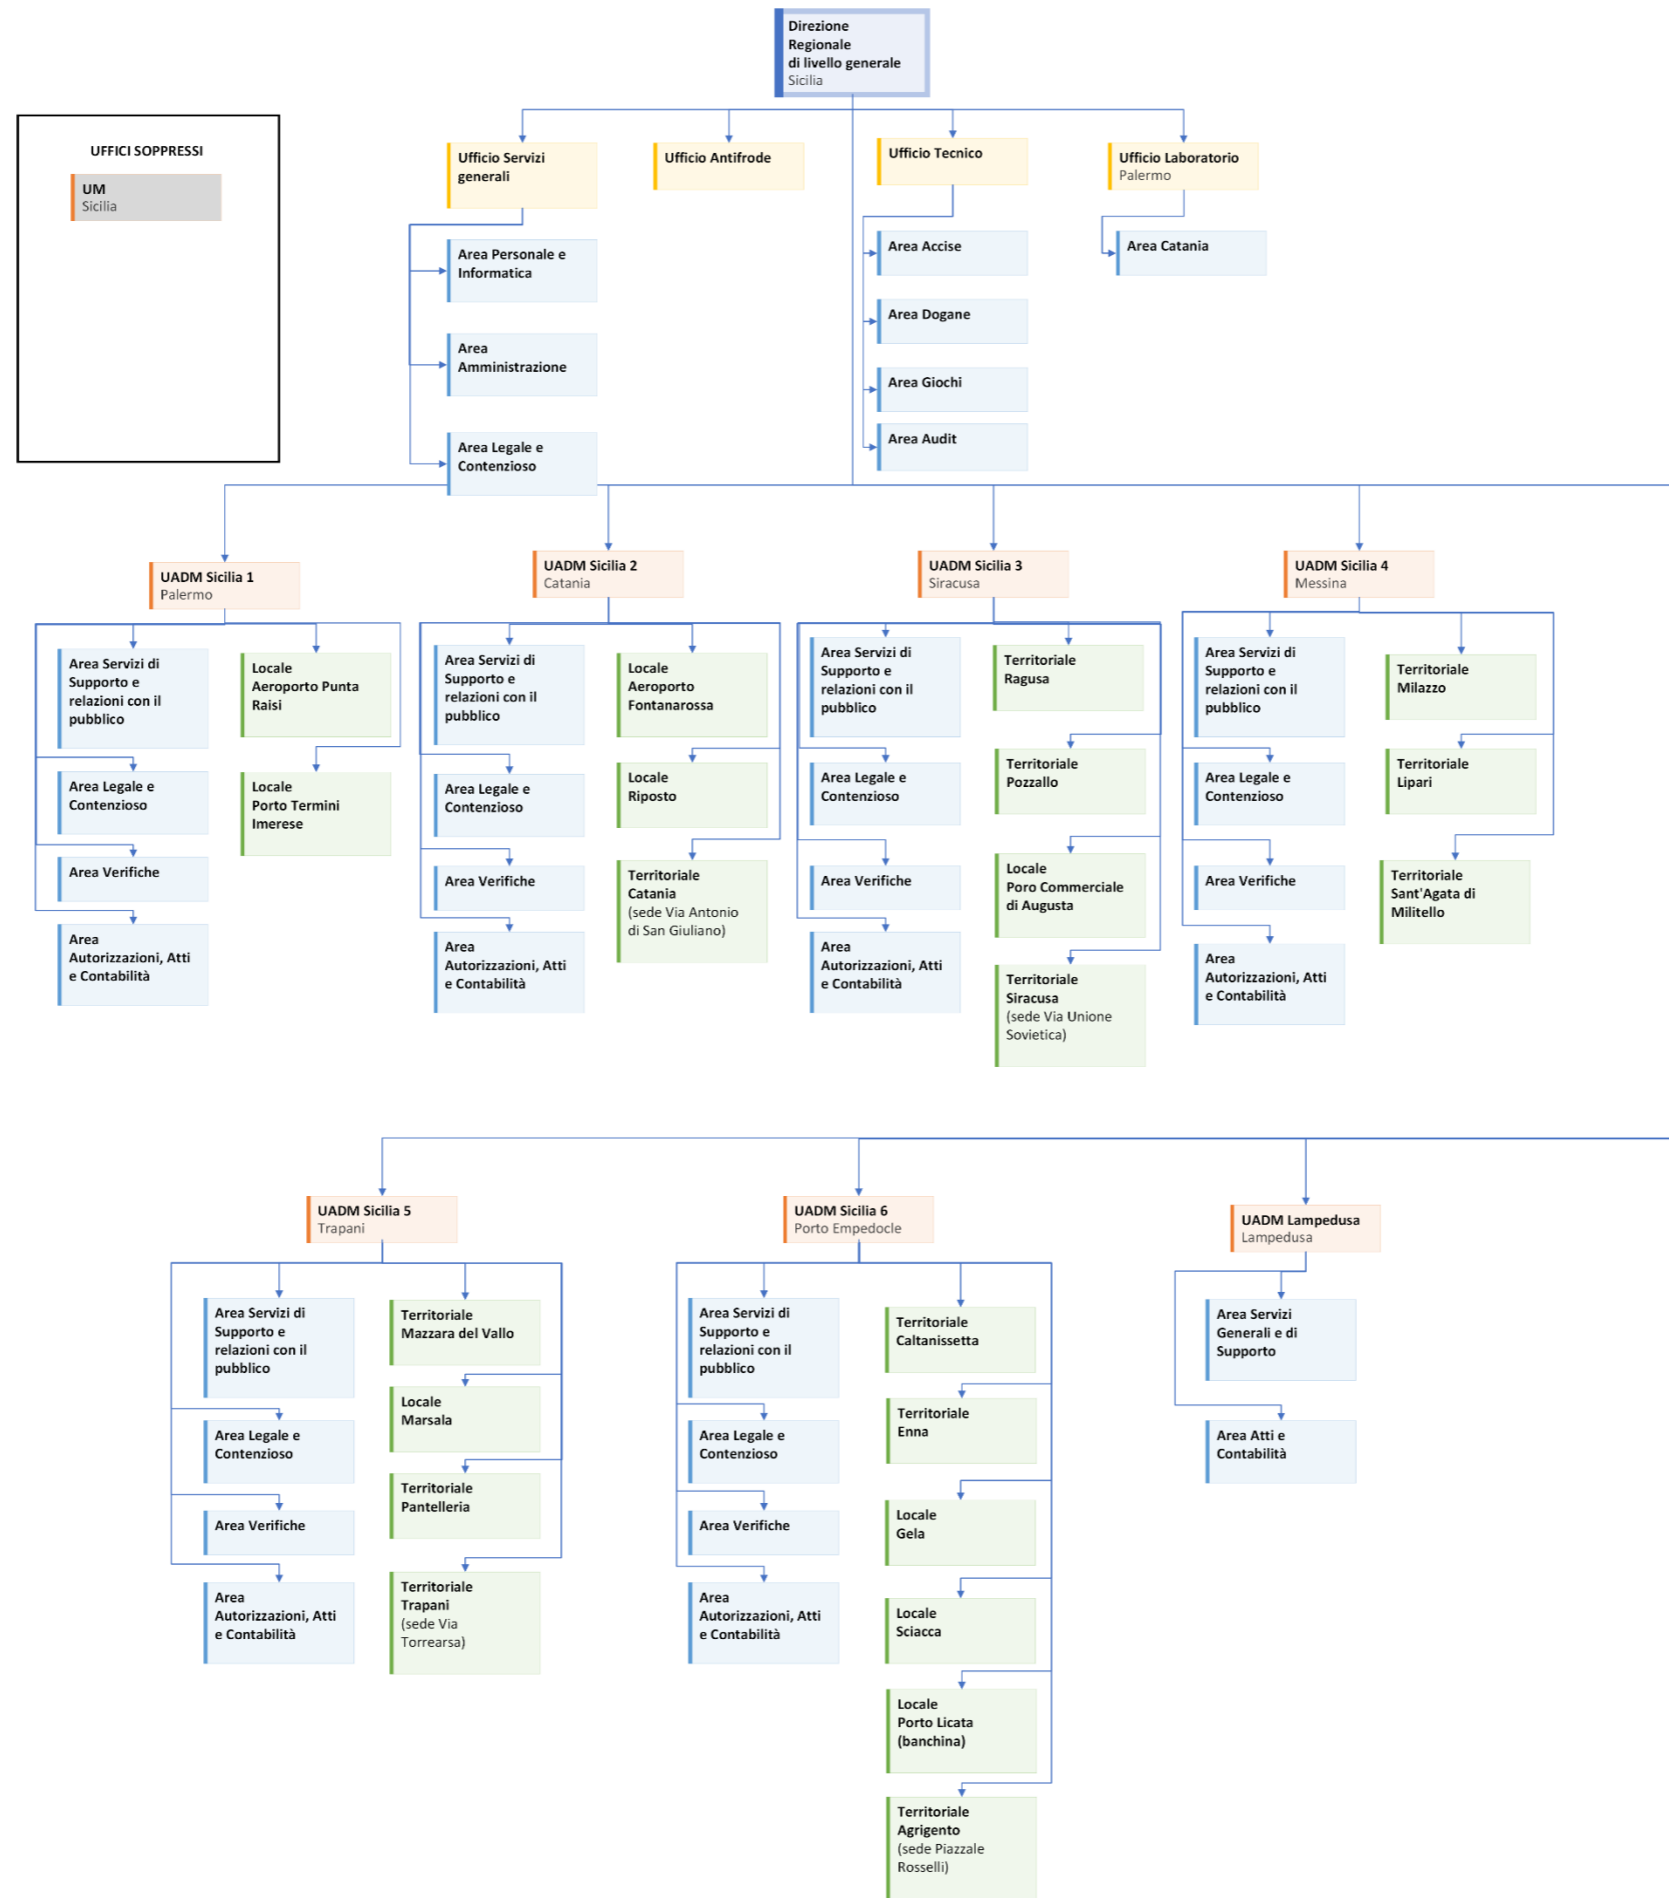 Direzione
Regionale
di livello generale
Sicilia
UFFICI SOPPRESSI
UM
Sicilia
Ufficio Servizi
generali
Ufficio Antifrode
Ufficio Tecnico
Ufficio Laboratorio
Palermo
Area Personale e
Informatica
Area
Amministrazione
Area Legale e
Contenzioso
Area Accise
Area Dogane
Area Giochi
Area Audit
Area Catania
UADM Sicilia 1
Palermo
Area Servizi di
Supporto e
relazioni con il
pubblico
Area Legale e
Contenzioso
Area Verifiche
Area
Autorizzazioni, Atti
e Contabilità
Locale
Aeroporto Punta
Raisi
Locale
Porto Termini
Imerese
UADM Sicilia 2
Catania
Area Servizi di
Supporto e
relazioni con il
pubblico
Area Legale e
Contenzioso
Area Verifiche
Area
Autorizzazioni, Atti
e Contabilità
Locale
Aeroporto
Fontanarossa
Locale
Riposto
Territoriale
Catania
(sede Via Antonio
di San Giuliano)
UADM Sicilia 3
Siracusa
Area Servizi di
Supporto e
relazioni con il
pubblico
Area Legale e
Contenzioso
Area Verifiche
Area
Autorizzazioni, Atti
e Contabilità
Territoriale
Ragusa
Territoriale
Pozzallo
Locale
Poro Commerciale
di Augusta
Territoriale
Siracusa
(sede Via Unione
Sovietica)
UADM Sicilia 4
Messina
Area Servizi di
Supporto e
relazioni con il
pubblico
Area Legale e
Contenzioso
Area Verifiche
Area
Autorizzazioni, Atti
e Contabilità
Territoriale
Milazzo
Territoriale
Lipari
Territoriale
Sant'Agata di
Militello
UADM Sicilia 5
Trapani
Area Servizi di
Supporto e
relazioni con il
pubblico
Area Legale e
Contenzioso
Area Verifiche
Area
Autorizzazioni, Atti
e Contabilità
Territoriale
Mazzara del Vallo
Locale
Marsala
Territoriale
Pantelleria
Territoriale
Trapani
(sede Via
Torrearsa)
UADM Sicilia 6
Porto Empedocle
Area Servizi di
Supporto e
relazioni con il
pubblico
Area Legale e
Contenzioso
Area Verifiche
Area
Autorizzazioni, Atti
e Contabilità
Territoriale
Caltanissetta
Territoriale
Enna
Locale
Gela
Locale
Sciacca
Locale
Porto Licata
(banchina)
Territoriale
Agrigento
(sede Piazzale
Rosselli)
UADM Lampedusa
Lampedusa
Area Servizi
Generali e di
Supporto
Area Atti e
Contabilità